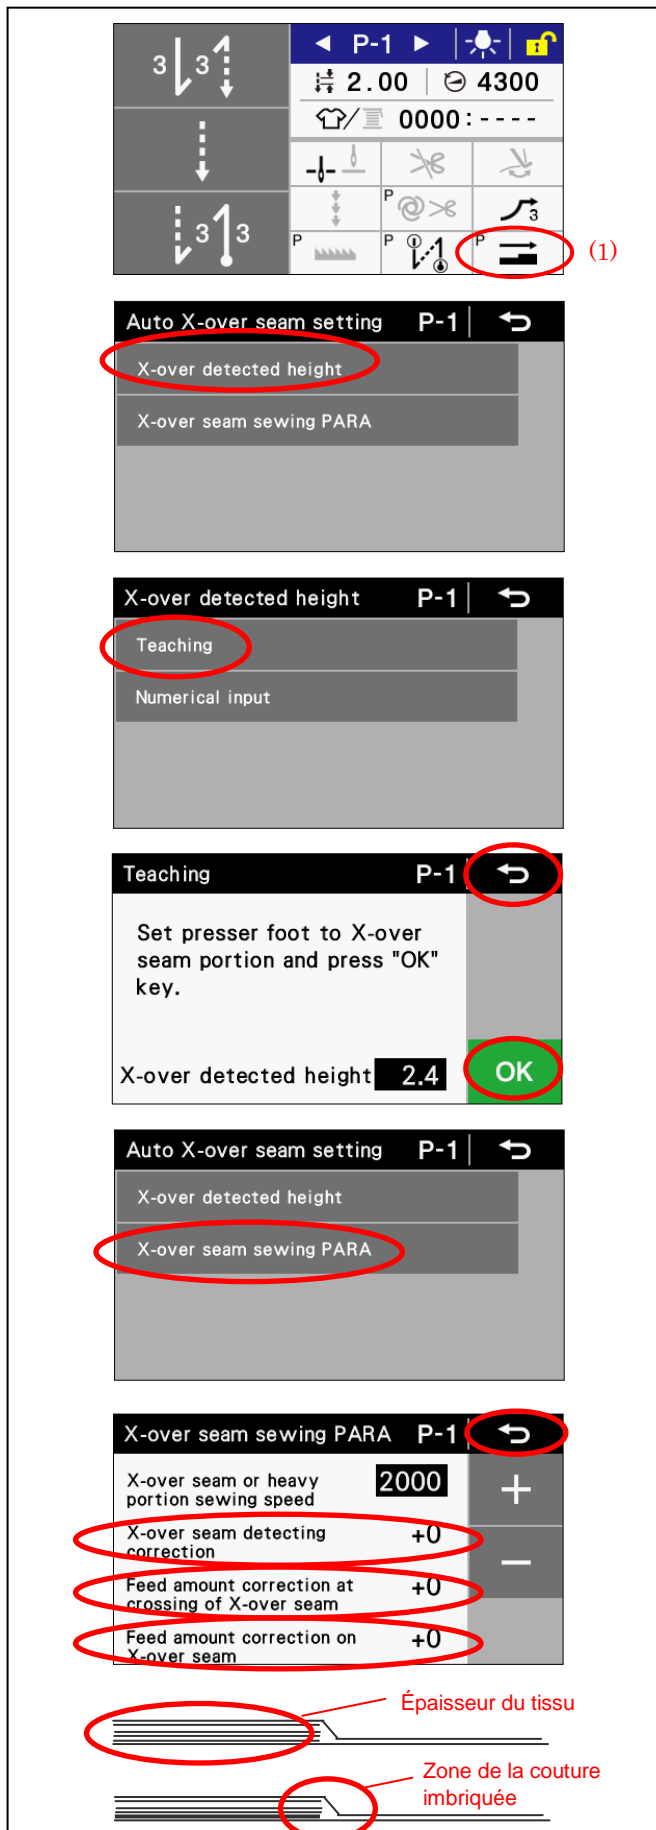 P-1
3 3
2.00 4300
0000:----
3 3
P
3
P P P
(1)
Auto X-over seam setting P-1
X-over detected height
X-over seam sewing PARA
X-over detected height P-1
Teaching
Numerical input
Teaching P-1
Set presser foot to X-over
seam portion and press "OK"
key.
X-over detected height 2.4 OK
Auto X-over seam setting P-1
X-over detected height
X-over seam sewing PARA
X-over seam sewing PARA P-1
X-over seam or heavy
portion sewing speed
2000
+
X-over seam detecting
correction
+0
−
Feed amount correction at
crossing of X-over seam
+0
Feed amount correction on
X-over seam
+0
Épaisseur du tissu
Zone de la couture
imbriquée